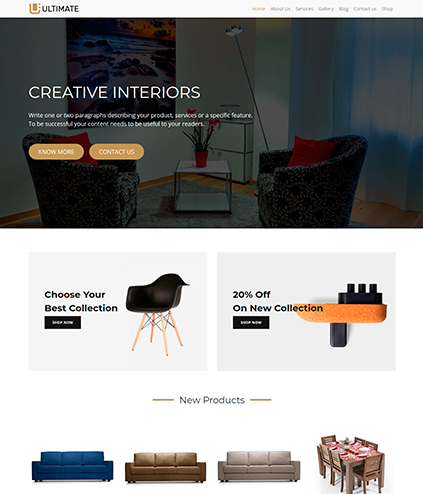 ULTIMATE
Home About Us Services Gallery Blog Contact us Shop
CREATIVE INTERIORS
Write one or two paragraphs describing your product, services or a specific feature.
To be successful your content needs to be useful to your readers.
KNOW MORE CONTACT US
Choose Your
Best Collection
SHOP NOW
20% Off
On New Collection
SHOP NOW
New Products